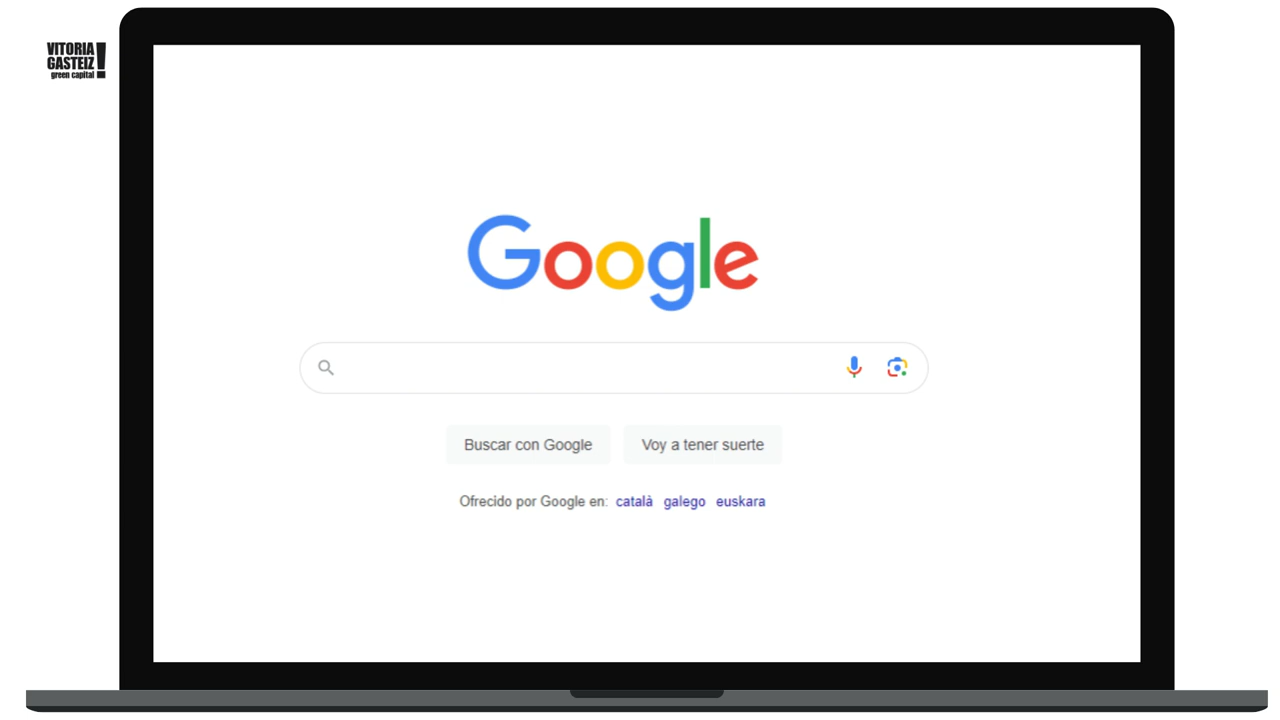 VITORIA
GASTEIZ!
green capital
Google
Buscar con Google
Voy a tener suerte
Ofrecido por Google en: català galego euskara